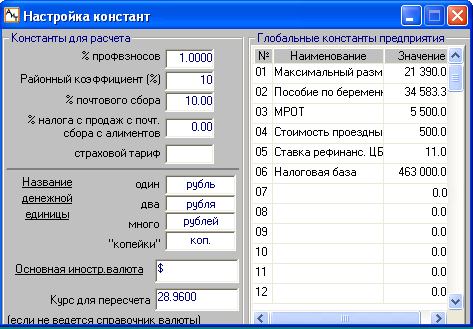 Настройка констант
Константы для расчета
% профвзносов 1.0000
Районный коэффициент (%) 10
% почтового сбора 10.00
% налога с продаж с почт. сбора с алиментов 0.00
страховой тариф
Название денежной единицы
один рубль
два рубля
много рублей
"копейки" коп.
Основная иностр.валюта $
Курс для пересчета 28.9600
(если не ведется справочник валюты)
Глобальные константы предприятия
№ Наименование Значение
01 Максимальный разм 21 390.0
02 Пособие по беремен 34 583.3
03 МРОТ 5 500.0
04 Стоимость проездны 500.0
05 Ставка рефинанс. ЦБ 11.0
06 Налоговая база 463 000.0
07 0.0
08 0.0
09 0.0
10 0.0
11 0.0
12 0.0